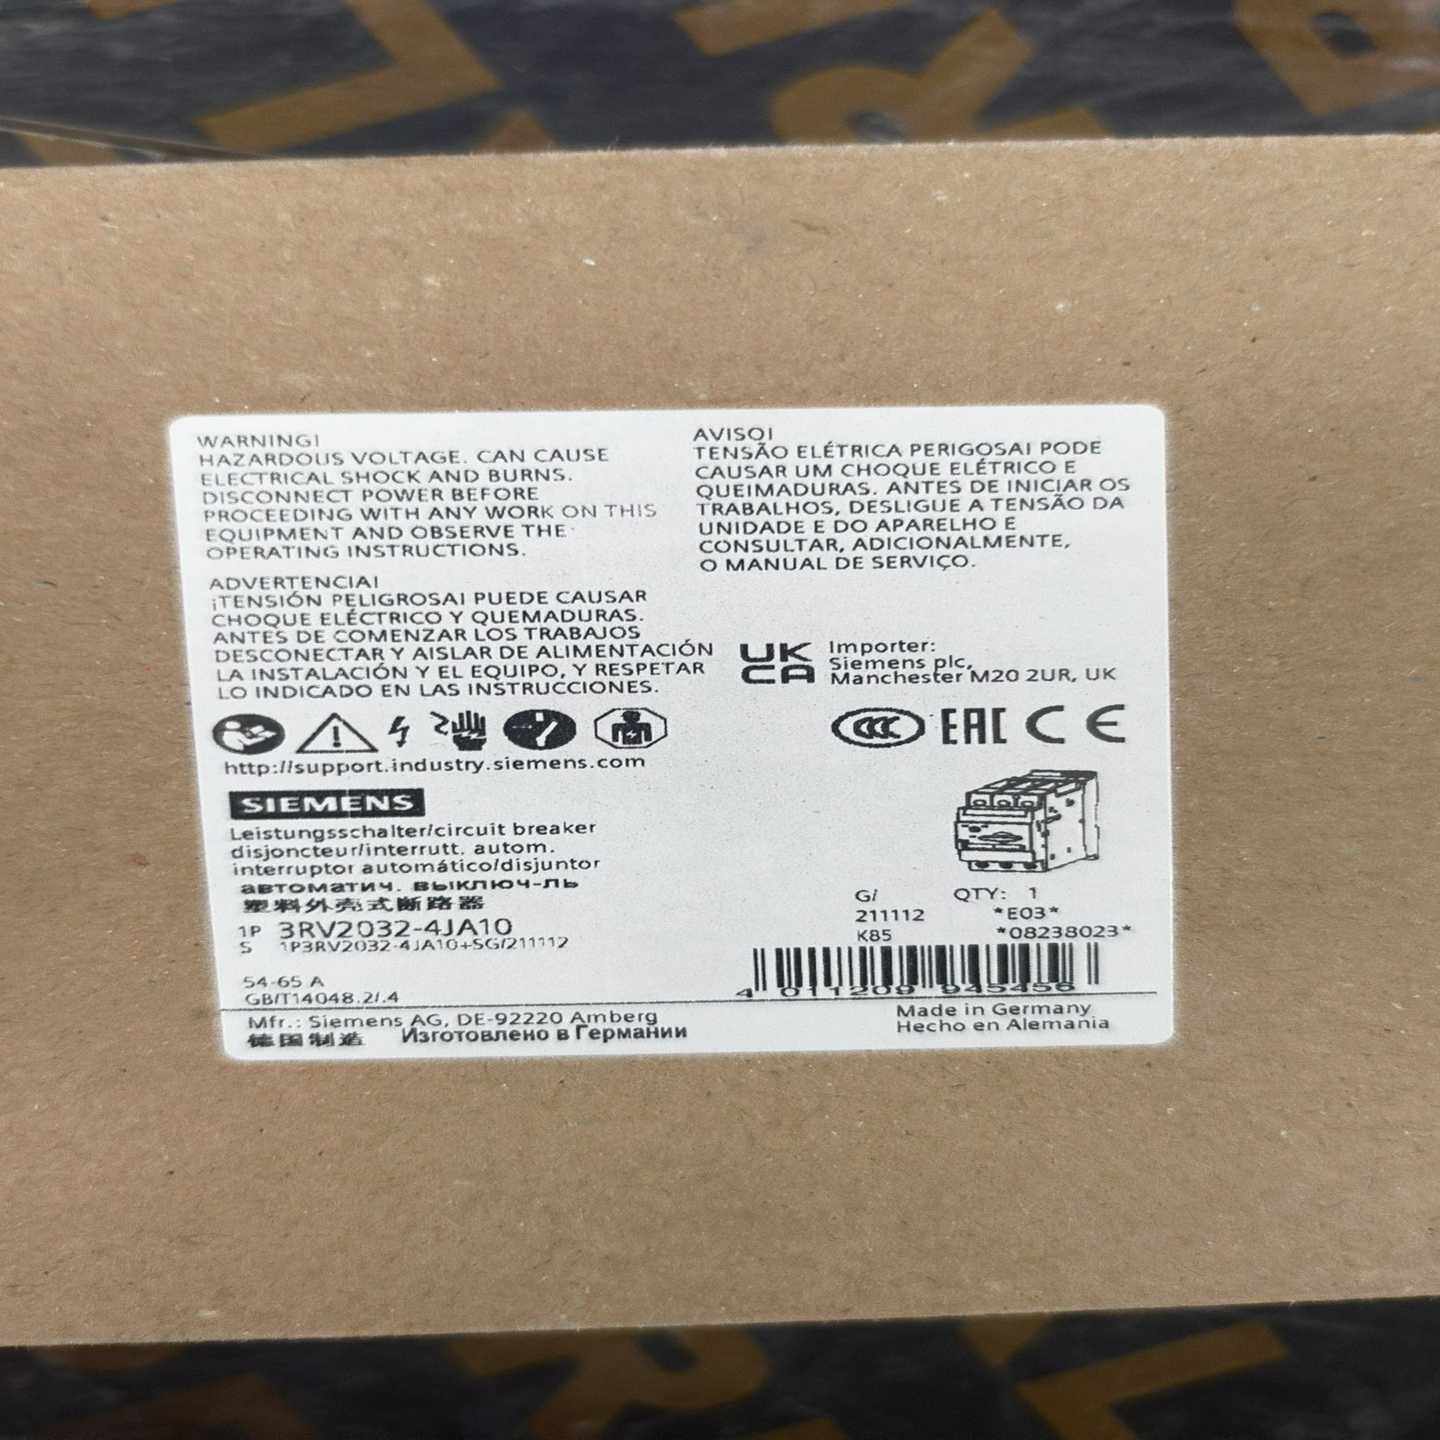 WARNING!
HAZARDOUS VOLTAGE. CAN CAUSE
ELECTRICAL SHOCK AND BURNS.
DISCONNECT POWER BEFORE
PROCEEDING WITH ANY WORK ON THIS
EQUIPMENT AND OBSERVE THE
OPERATING INSTRUCTIONS.
ADVERTENCIA!
¡TENSIÓN PELIGROSA! PUEDE CAUSAR
CHOQUE ELÉCTRICO Y QUEMADURAS.
ANTES DE COMENZAR LOS TRABAJOS
DESCONECTAR Y AISLAR DE ALIMENTACIÓN
LA INSTALACIÓN Y EL EQUIPO, Y RESPETAR
LO INDICADO EN LAS INSTRUCCIONES.
AVISO!
TENSÃO ELÉTRICA PERIGOSA! PODE
CAUSAR UM CHOQUE ELÉTRICO E
QUEIMADURAS. ANTES DE INICIAR OS
TRABALHOS, DESLIGUE A TENSÃO DA
UNIDADE E DO APARELHO E
CONSULTAR, ADICIONALMENTE,
O MANUAL DE SERVIÇO.
UK
CA
Importer:
Siemens plc,
Manchester M20 2UR, UK
CCC EAC CE
http://support.industry.siemens.com
SIEMENS
Leistungsschalter/circuit breaker
disjoncteur/interrutt. autom.
interruptor automático/disjuntor
автоматич. выключ-ль
塑料外壳式断路器
1P 3RV2032-4JA10
S 1P3RV2032-4JA10+SG/211112
54-65 A
GB/T14048.2/.4
G/
211112
K85
QTY: 1
*E03*
*08238023*
4 011209 945456
Mfr.: Siemens AG, DE-92220 Amberg
德国制造 Изготовлено в Германии
Made in Germany
Hecho en Alemania